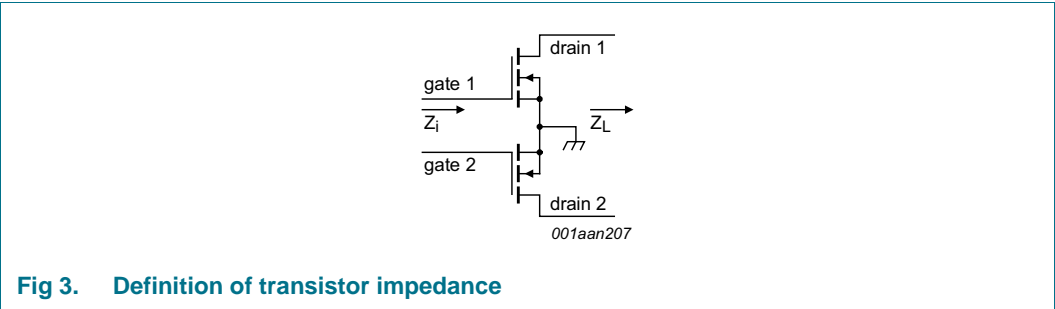 drain 1
gate 1
Zi
ZL
gate 2
drain 2
001aan207
Fig 3. Definition of transistor impedance